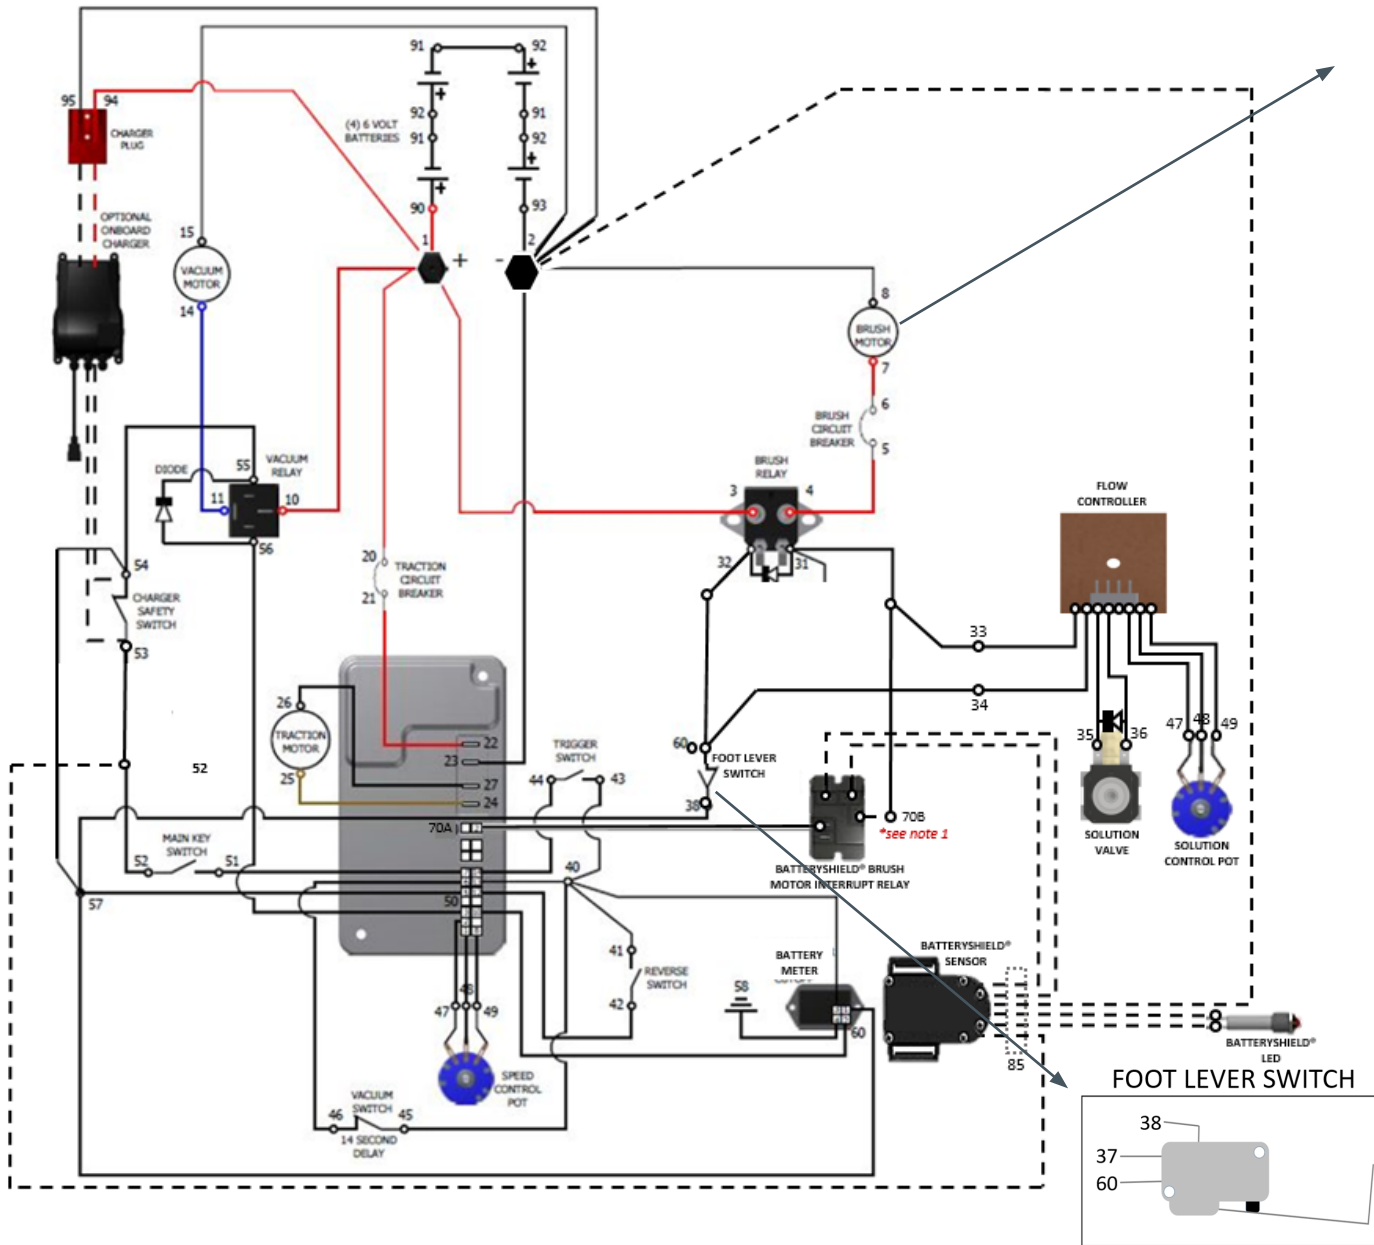 91
92
95
94
CHARGER
PLUG
(4) 6 VOLT
BATTERIES
92
91
91
92
90
93
OPTIONAL
ONBOARD
CHARGER
15
1
+
-
2
VACUUM
MOTOR
14
8
BRUSH
MOTOR
7
6
BRUSH
CIRCUIT
BREAKER
5
DIODE
55
VACUUM
RELAY
11
10
56
BRUSH
RELAY
3
4
32
31
FLOW
CONTROLLER
54
CHARGER
SAFETY
SWITCH
53
20
TRACTION
CIRCUIT
BREAKER
21
33
34
26
TRACTION
MOTOR
25
22
23
27
24
70A
52
TRIGGER
SWITCH
44
43
60
FOOT LEVER
SWITCH
38
70B
*see note 1
35
36
47
48
49
SOLUTION
VALVE
SOLUTION
CONTROL POT
MAIN KEY
SWITCH
52
51
40
BATTERYSHIELD® BRUSH
MOTOR INTERRUPT RELAY
57
50
41
REVERSE
SWITCH
42
BATTERY
METER
58
60
BATTERYSHIELD®
SENSOR
85
BATTERYSHIELD®
LED
47
48
49
SPEED
CONTROL
POT
VACUUM
SWITCH
46
45
14 SECOND
DELAY
FOOT LEVER SWITCH
38
37
60